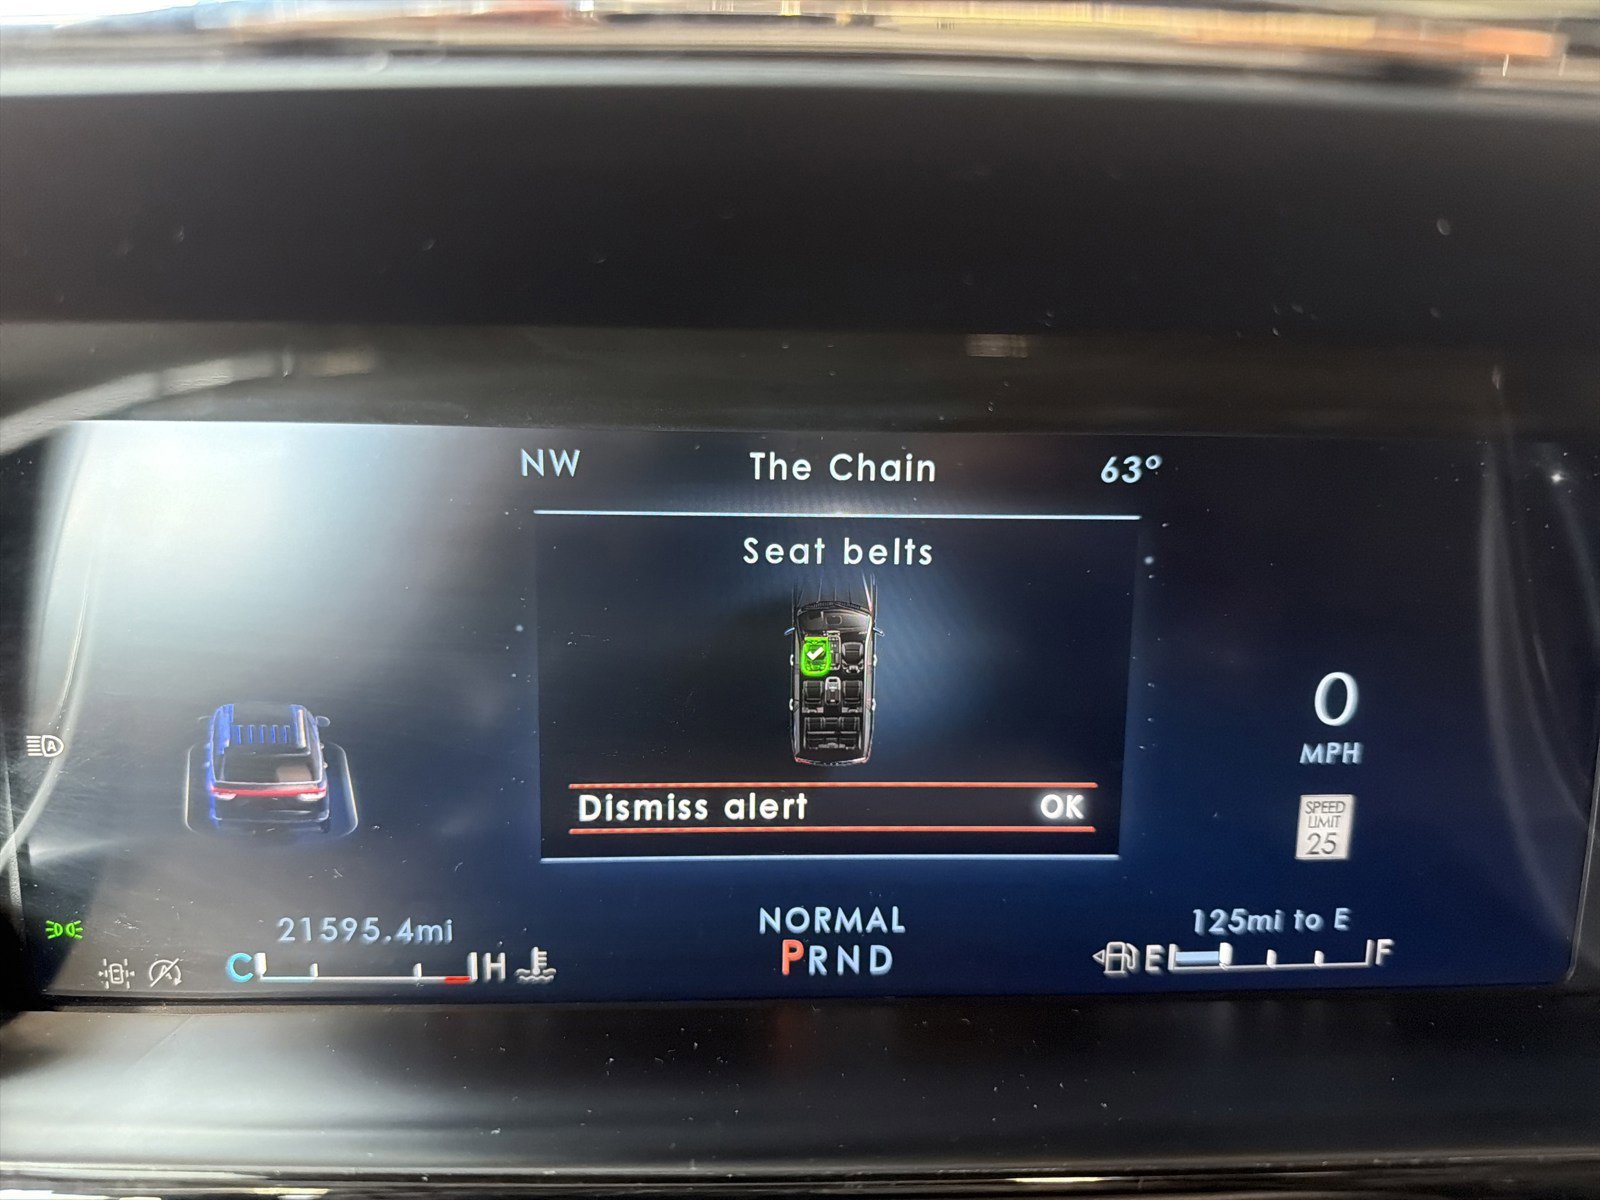 NW The Chain 63°
Seat belts
Dismiss alert OK
0
MPH
SPEED
LIMIT
25
A
21595.4mi
NORMAL
PRND
125mi to E
C H
E F